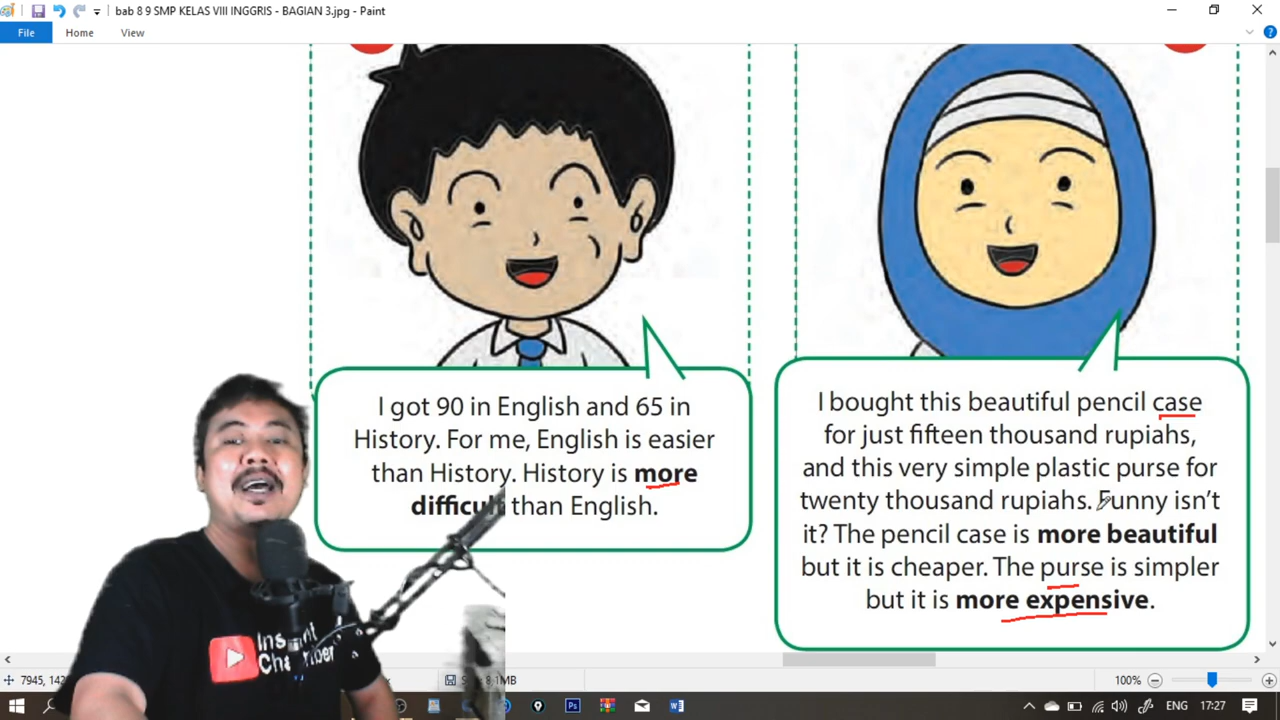 bab 8 9 SMP KELAS VIII INGGRIS - BAGIAN 3.jpg - Paint
File Home View
I got 90 in English and 65 in
History. For me, English is easier
than History. History is more
difficult than English.
I bought this beautiful pencil case
for just fifteen thousand rupiahs,
and this very simple plastic purse for
twenty thousand rupiahs. Funny isn't
it? The pencil case is more beautiful
but it is cheaper. The purse is simpler
but it is more expensive.
100%
ENG 17:27